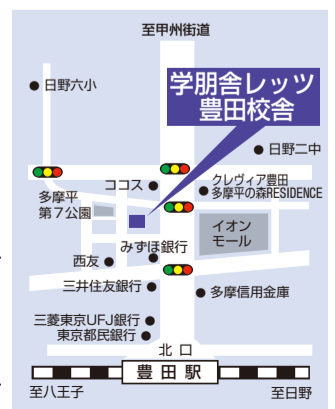 至甲州街道
日野六小
学朋舎レッツ
豊田校舎
日野二中
ココス
クレヴィア豊田
多摩平の森RESIDENCE
多摩平
第7公園
イオン
モール
みずほ銀行
西友
三井住友銀行
多摩信用金庫
三菱東京UFJ銀行
東京都民銀行
北口
豊田駅
至八王子
至日野